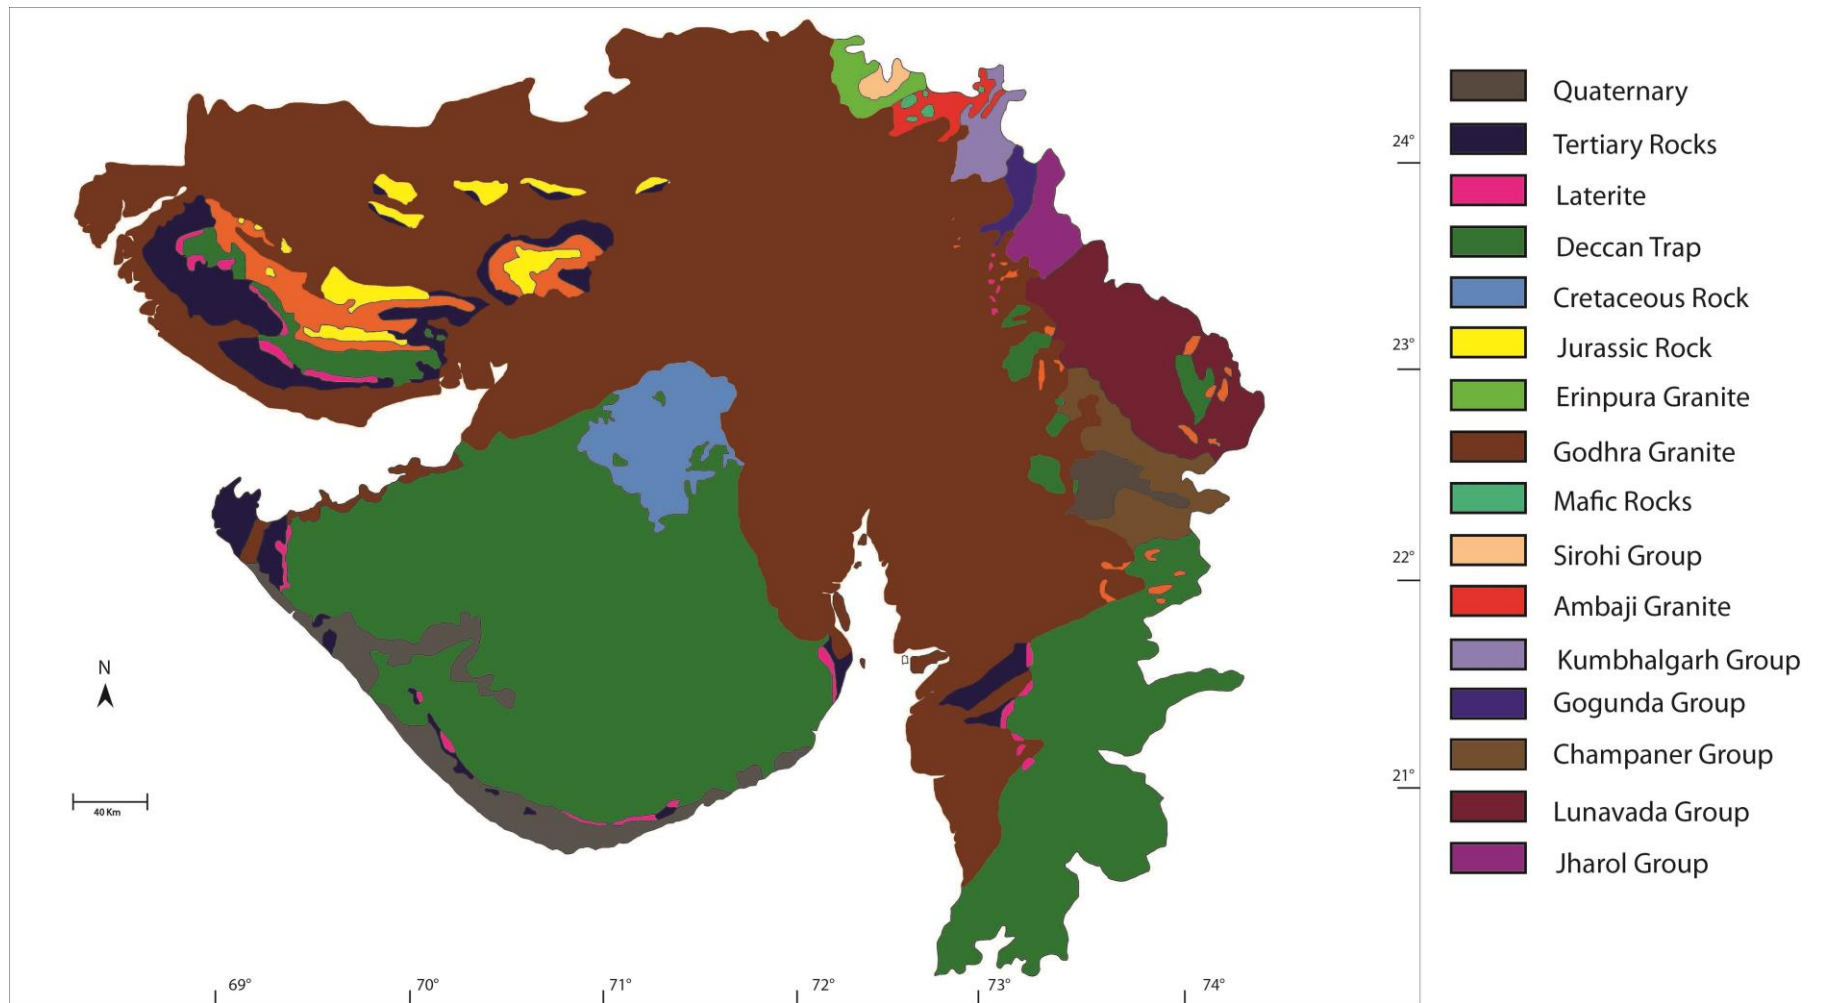 Quaternary
Tertiary Rocks
Laterite
Deccan Trap
Cretaceous Rock
Jurassic Rock
Erinpura Granite
Godhra Granite
Mafic Rocks
Sirohi Group
Ambaji Granite
Kumbhalgarh Group
Gogunda Group
Champaner Group
Lunavada Group
Jharol Group
24°
23°
22°
21°
N
40 Km
69°
70°
71°
72°
73°
74°